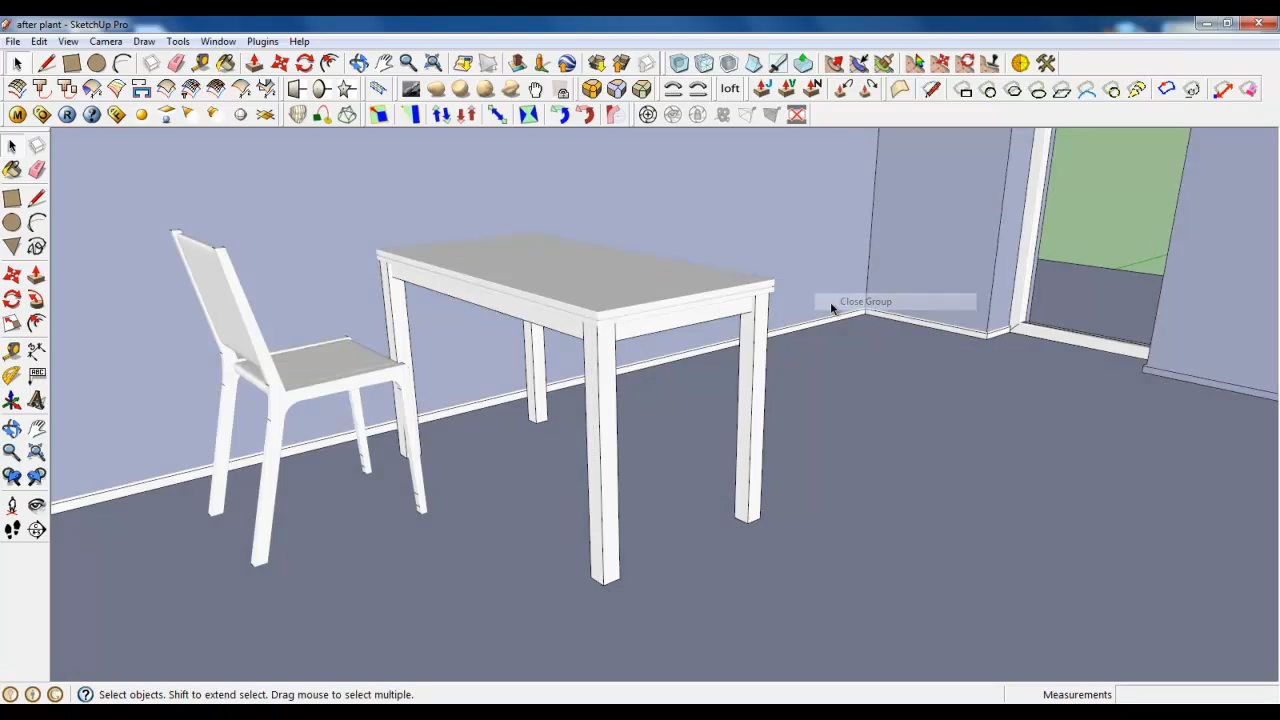 after plant - SketchUp Pro
File Edit View Camera Draw Tools Window Plugins Help
loft J V N
M R ? 
ABC
Close Group
? Select objects. Shift to extend select. Drag mouse to select multiple. Measurements